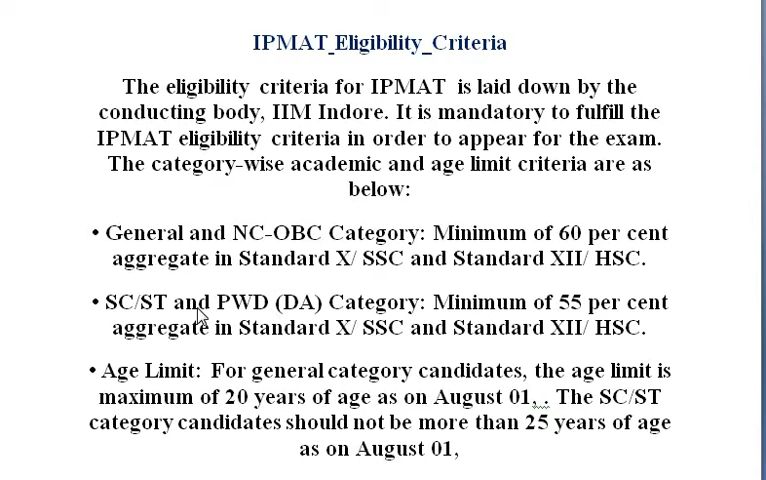 IPMAT_Eligibility_Criteria
The eligibility criteria for IPMAT is laid down by the
conducting body, IIM Indore. It is mandatory to fulfill the
IPMAT eligibility criteria in order to appear for the exam.
The category-wise academic and age limit criteria are as
below:
• General and NC-OBC Category: Minimum of 60 per cent
aggregate in Standard X/ SSC and Standard XII/ HSC.
• SC/ST and PWD (DA) Category: Minimum of 55 per cent
aggregate in Standard X/ SSC and Standard XII/ HSC.
• Age Limit: For general category candidates, the age limit is
maximum of 20 years of age as on August 01, . The SC/ST
category candidates should not be more than 25 years of age
as on August 01,